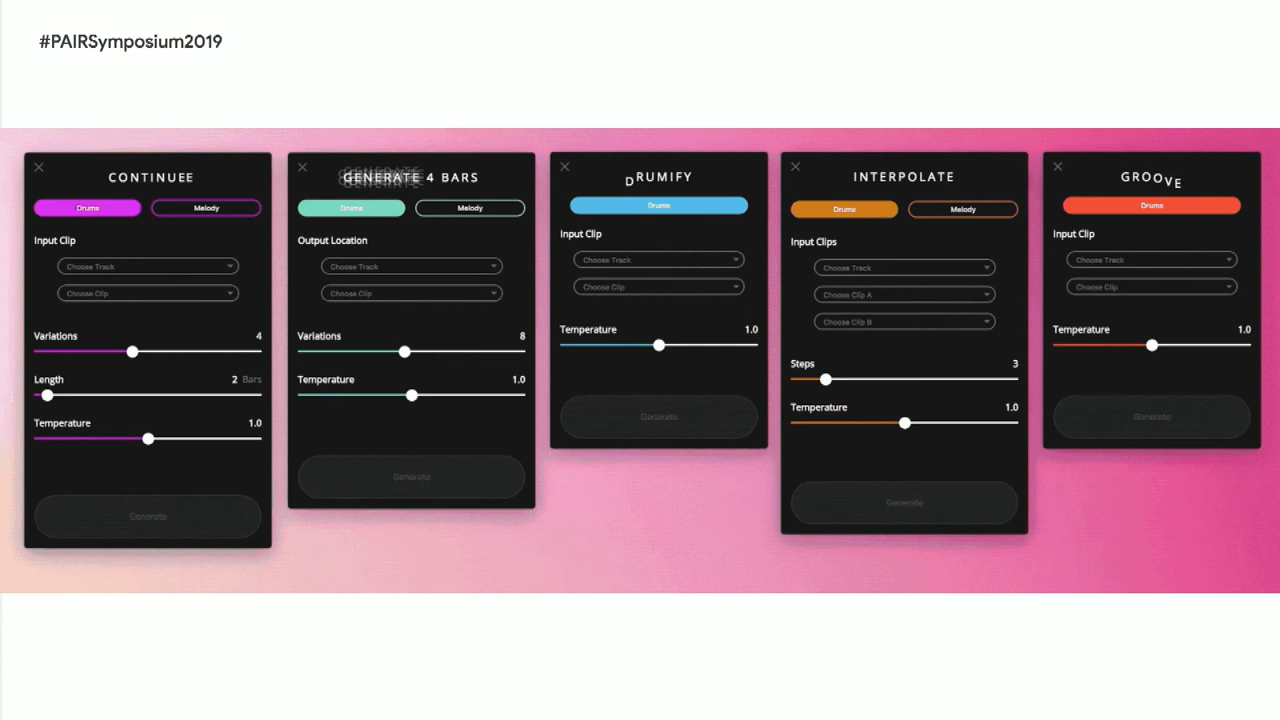 #PAIRSymposium2019
CONTINUEE
Drums
Melody
Input Clip
Choose Track
Choose Clip
Variations
4
Length
2 Bars
Temperature
1.0
Generate
GENERATE 4 BARS
Drums
Melody
Output Location
Choose Track
Choose Clip
Variations
8
Temperature
1.0
Generate
DRUMIFY
Drums
Input Clip
Choose Track
Choose Clip
Temperature
1.0
Generate
INTERPOLATE
Drums
Melody
Input Clips
Choose Track
Choose Clip A
Choose Clip B
Steps
3
Temperature
1.0
Generate
GROOVE
Drums
Input Clip
Choose Track
Choose Clip
Temperature
1.0
Generate